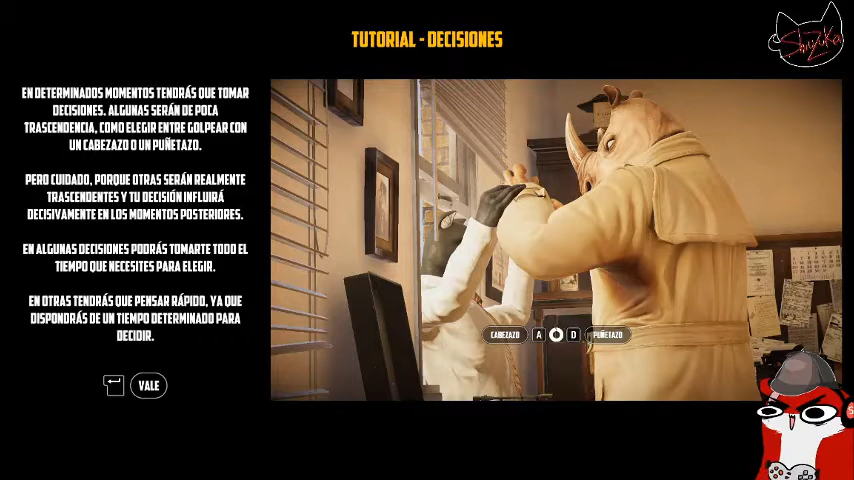 TUTORIAL - DECISIONES
EN DETERMINADOS MOMENTOS TENDRÁS QUE TOMAR
DECISIONES. ALGUNAS SERÁN DE POCA
TRASCENDENCIA, COMO ELEGIR ENTRE GOLPEAR CON
UN CABEZAZO O UN PUÑETAZO.
PERO CUIDADO, PORQUE OTRAS SERÁN REALMENTE
TRASCENDENTES Y TU DECISIÓN INFLUIRÁ
DECISIVAMENTE EN LOS MOMENTOS POSTERIORES.
EN ALGUNAS DECISIONES PODRÁS TOMARTE TODO EL
TIEMPO QUE NECESITES PARA ELEGIR.
EN OTRAS TENDRÁS QUE PENSAR RÁPIDO, YA QUE
DISPONDRÁS DE UN TIEMPO DETERMINADO PARA
DECIDIR.
VALE
CABEZAZO A D PUÑETAZO